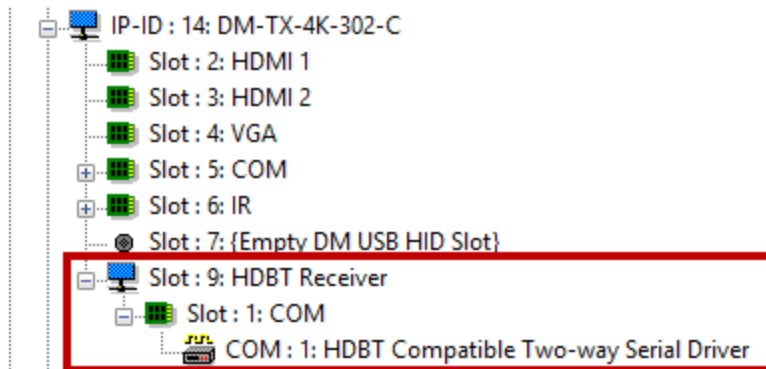 IP-ID : 14: DM-TX-4K-302-C
Slot : 2: HDMI 1
Slot : 3: HDMI 2
Slot : 4: VGA
Slot : 5: COM
Slot : 6: IR
Slot : 7: {Empty DM USB HID Slot}
Slot : 9: HDBT Receiver
Slot : 1: COM
COM : 1: HDBT Compatible Two-way Serial Driver